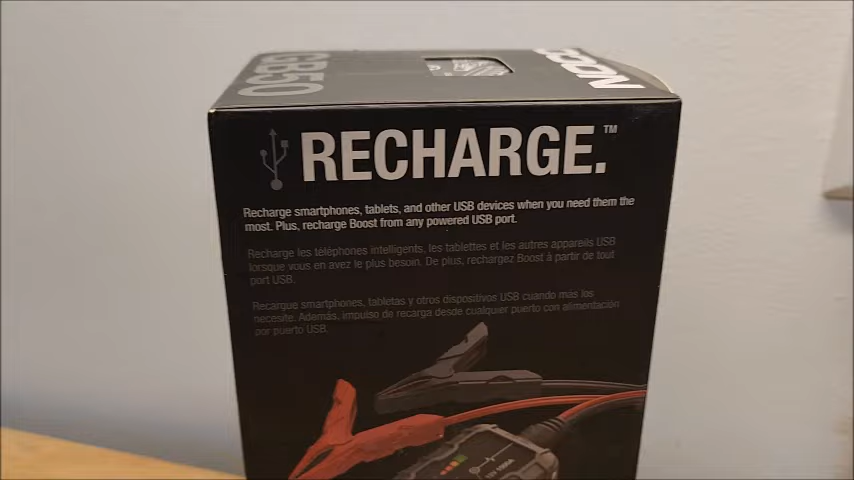 GB50
NOCO
RECHARGE.™
Recharge smartphones, tablets, and other USB devices when you need them the
most. Plus, recharge Boost from any powered USB port.
Recharge les téléphones intelligents, les tablettes et les autres appareils USB
lorsque vous en avez le plus besoin. De plus, rechargez Boost à partir de tout
port USB.
Recargue smartphones, tabletas y otros dispositivos USB cuando más los
necesite. Además, impulso de recarga desde cualquier puerto con alimentación
por puerto USB.
12V 1500A